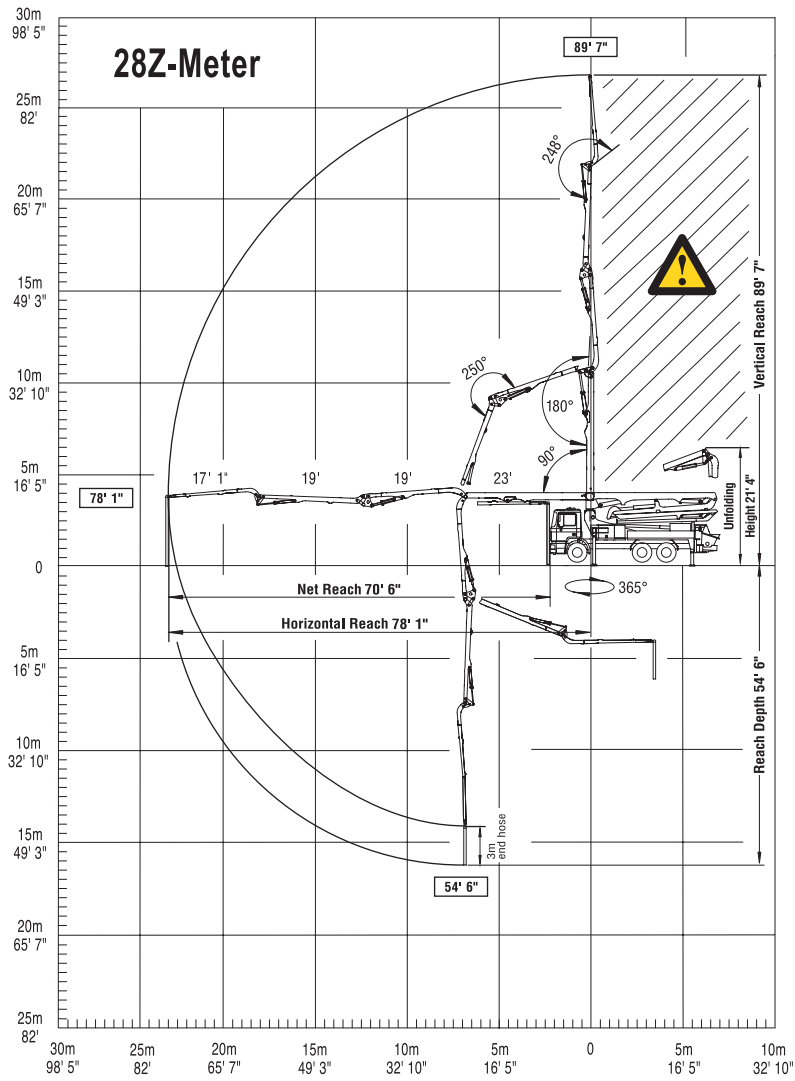 30m
98' 5"
28Z-Meter
89' 7"
25m
82'
248°
20m
65' 7"
15m
49' 3"
Vertical Reach 89' 7"
10m
32' 10"
250°
180°
90°
5m
16' 5"
17' 1"
19'
19'
23'
78' 1"
Unfolding
Height 21' 4"
0
Net Reach 70' 6"
365°
Horizontal Reach 78' 1"
5m
16' 5"
Reach Depth 54' 6"
10m
32' 10"
15m
49' 3"
3m
end hose
54' 6"
20m
65' 7"
25m
82'
30m
98' 5"
25m
82'
20m
65' 7"
15m
49' 3"
10m
32' 10"
5m
16' 5"
0
5m
16' 5"
10m
32' 10"